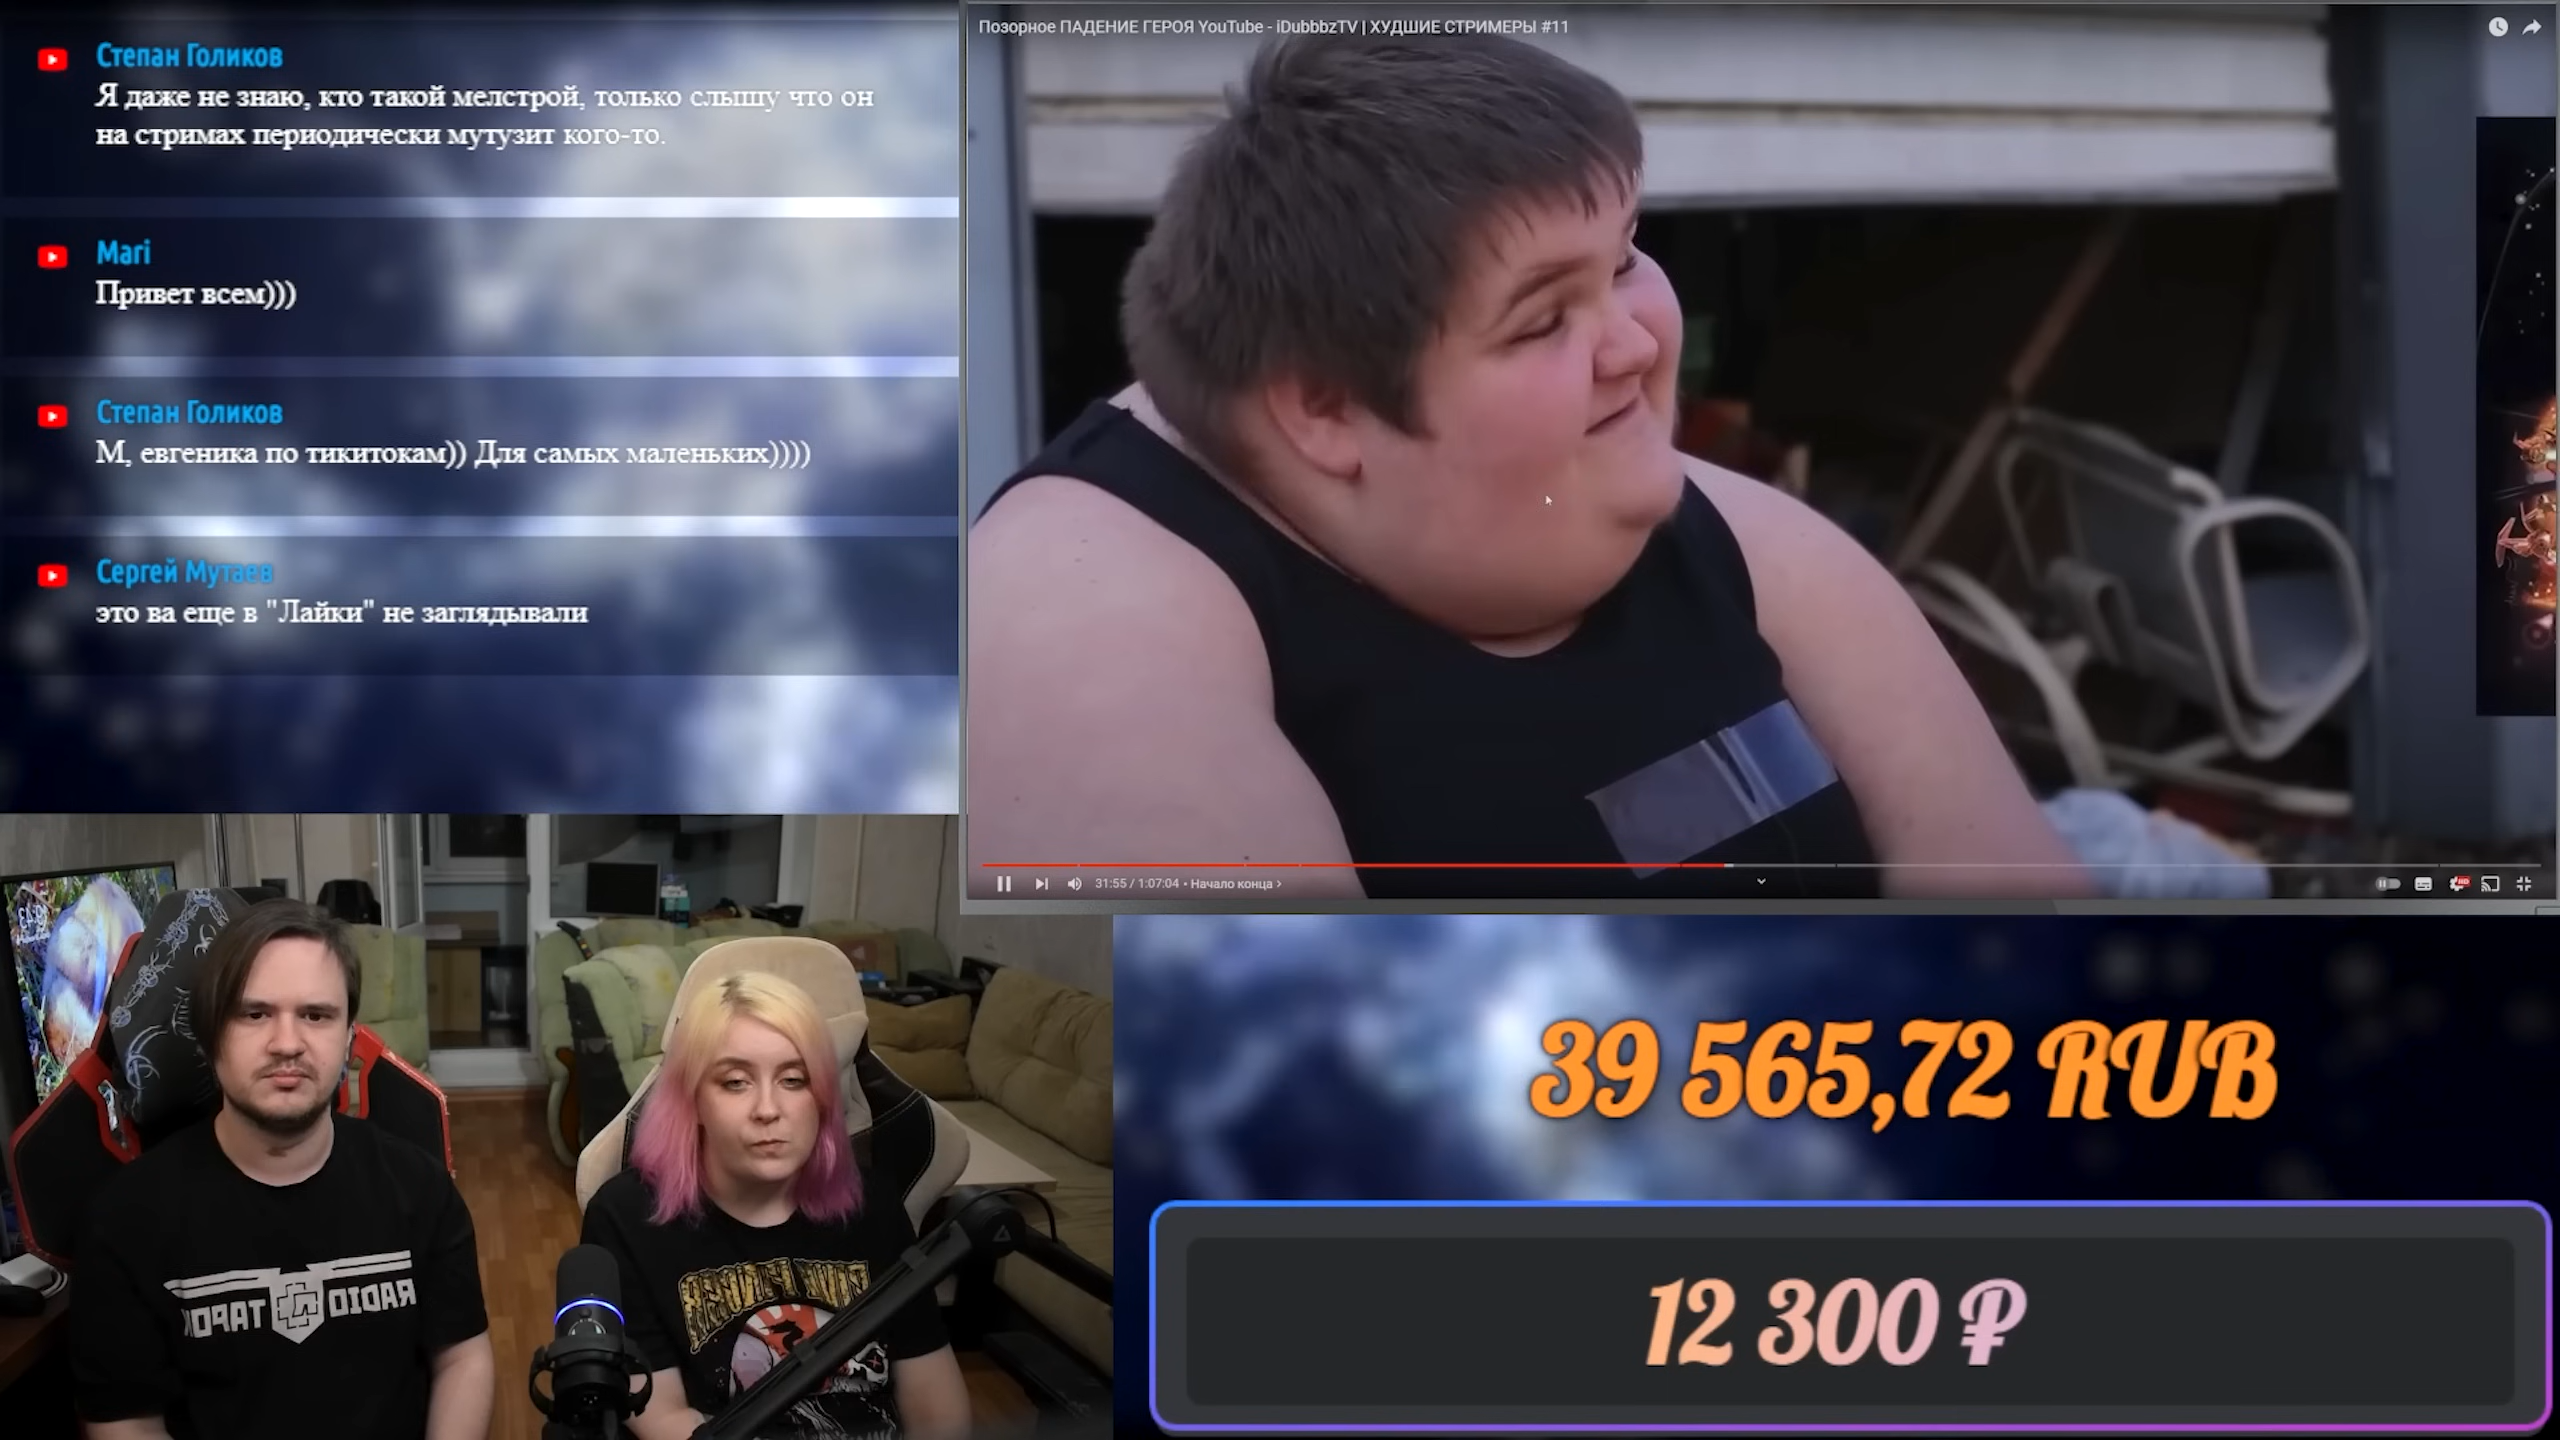 Степан Голиков
Я даже не знаю, кто такой мелстрой, только слышу что он
на стримах периодически мутузит кого-то.
Mari
Привет всем)))
Степан Голиков
М, евгеника по тикитокам)) Для самых маленьких))))
Сергей Мутаев
это ва еще в "Лайки" не заглядывали
Позорное ПАДЕНИЕ ГЕРОЯ YouTube - iDubbbzTV | ХУДШИЕ СТРИМЕРЫ #11
31:55 / 1:07:04 • Начало конца ›
39 565,72 RUB
12 300 ₽
RADIO ТАРОК